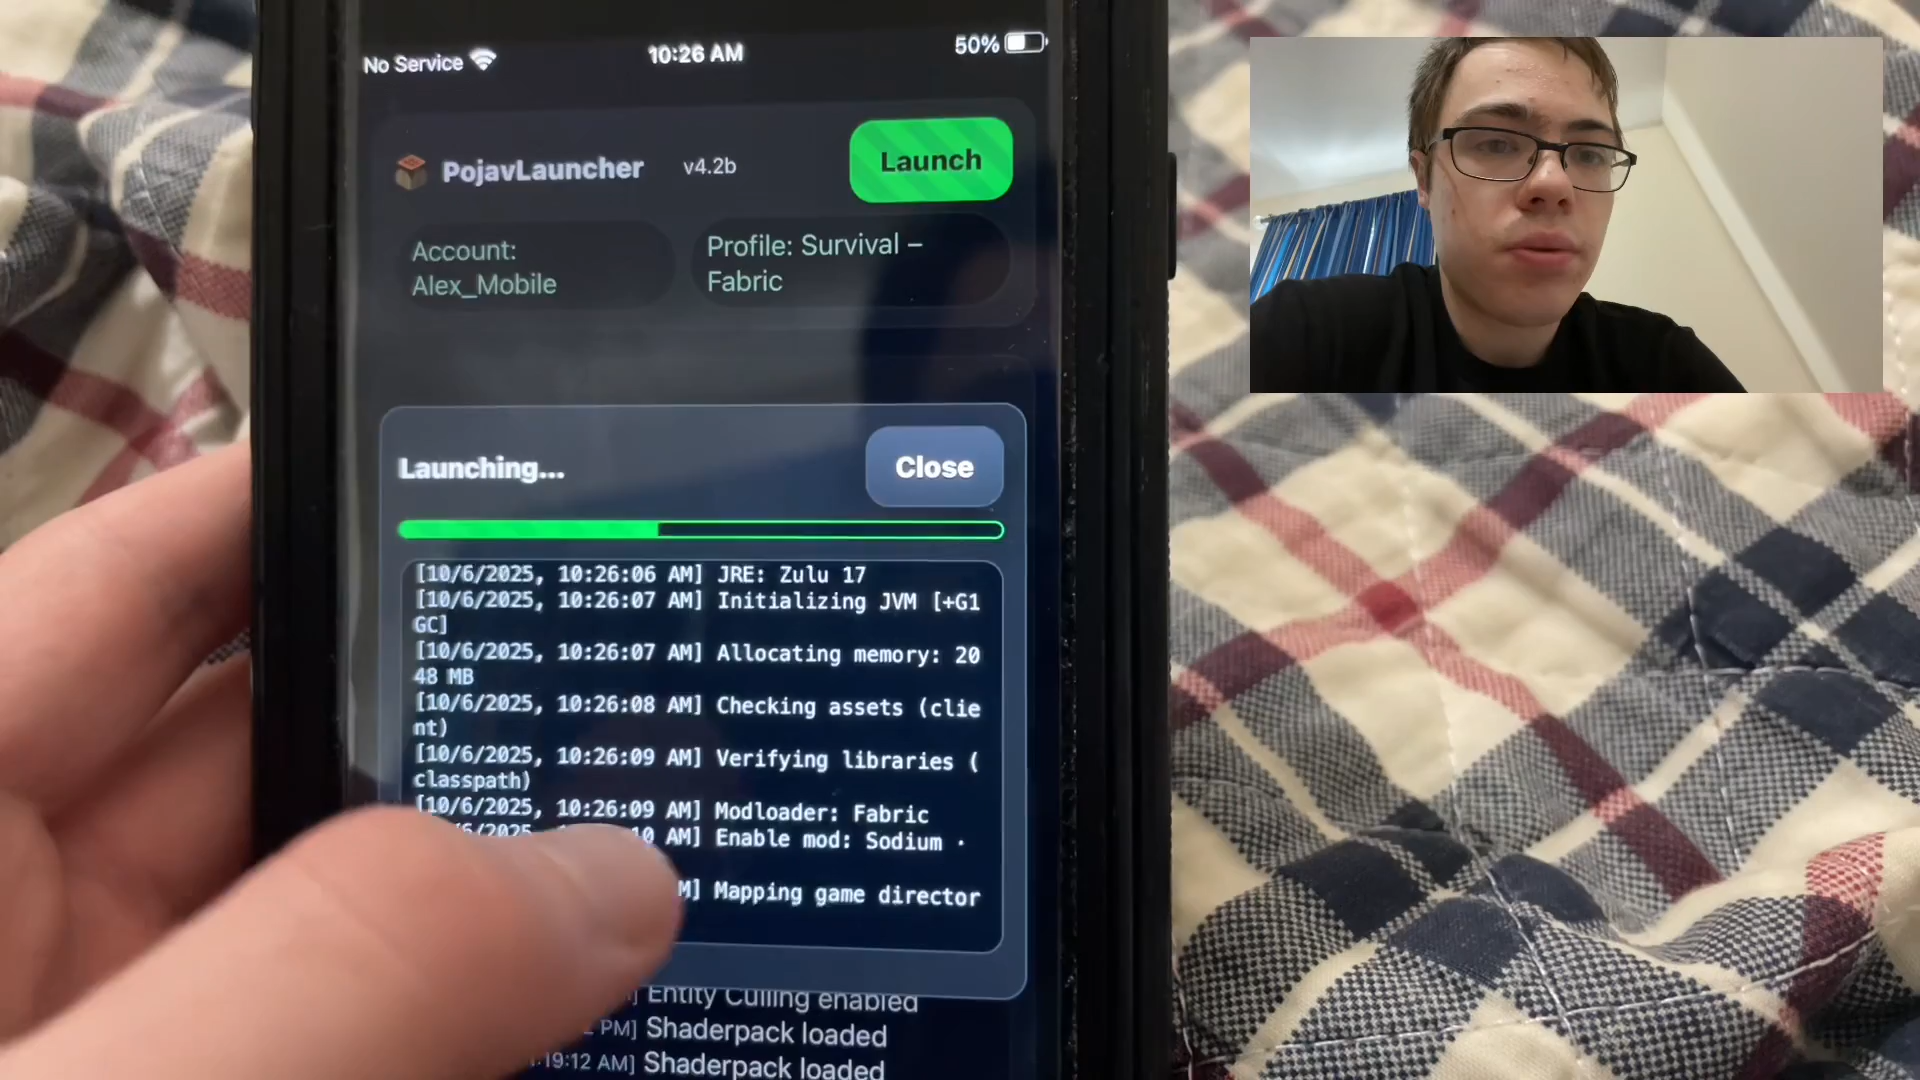 No Service
10:26 AM
50%
PojavLauncher v4.2b
Launch
Account:
Alex_Mobile
Profile: Survival –
Fabric
Launching...
Close
[10/6/2025, 10:26:06 AM] JRE: Zulu 17
[10/6/2025, 10:26:07 AM] Initializing JVM [+G1
GC]
[10/6/2025, 10:26:07 AM] Allocating memory: 20
48 MB
[10/6/2025, 10:26:08 AM] Checking assets (clie
nt)
[10/6/2025, 10:26:09 AM] Verifying libraries (
classpath)
[10/6/2025, 10:26:09 AM] Modloader: Fabric
10 AM] Enable mod: Sodium ·
M] Mapping game director
Entity Culling enabled
PM] Shaderpack loaded
:19:12 AM] Shaderpack loaded